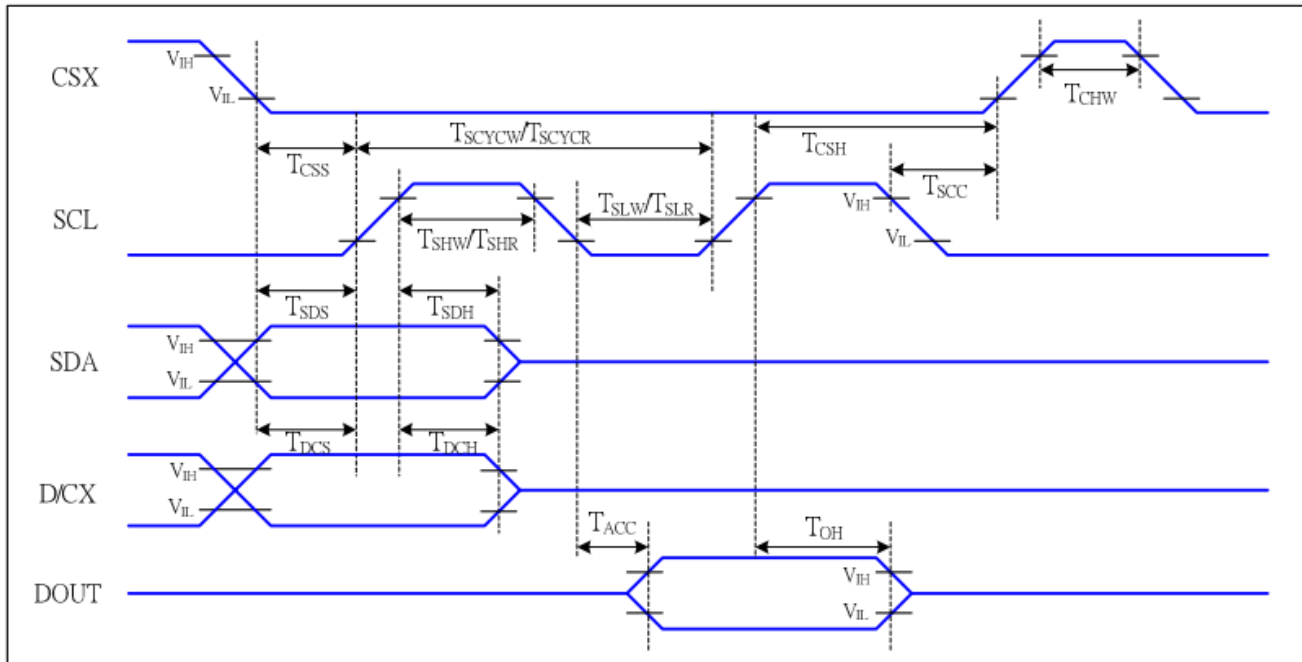 CSX
VIH
VIL
TCHW
TSCYCW/TSCYCR
TCSS
TCSH
TSCC
SCL
TSLW/TSLR
VIH
TSHW/TSHR
VIL
TSDS
TSDH
SDA
VIH
VIL
TDCS
TDCH
D/CX
VIH
VIL
TACC
TOH
DOUT
VIH
VIL